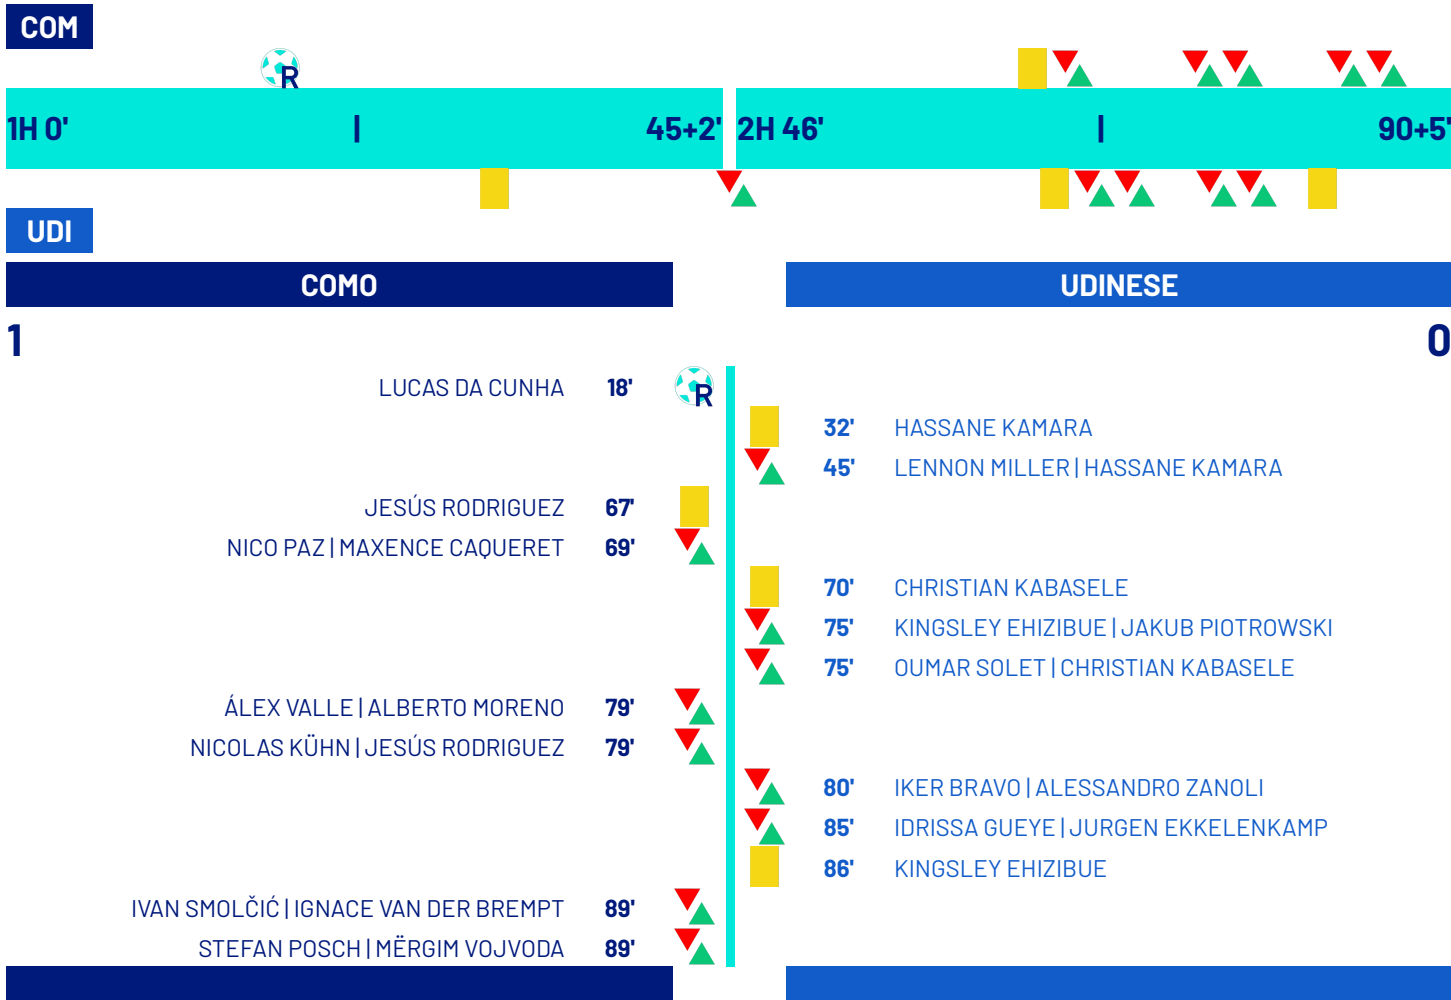 COM
R
1H 0' | 45+2' 2H 46' | 90+5'
UDI
COMO UDINESE
1 0
LUCAS DA CUNHA 18' R
32' HASSANE KAMARA
45' LENNON MILLER | HASSANE KAMARA
JESÚS RODRIGUEZ 67'
NICO PAZ | MAXENCE CAQUERET 69'
70' CHRISTIAN KABASELE
75' KINGSLEY EHIZIBUE | JAKUB PIOTROWSKI
75' OUMAR SOLET | CHRISTIAN KABASELE
ÁLEX VALLE | ALBERTO MORENO 79'
NICOLAS KÜHN | JESÚS RODRIGUEZ 79'
80' IKER BRAVO | ALESSANDRO ZANOLI
85' IDRISSA GUEYE | JURGEN EKKELENKAMP
86' KINGSLEY EHIZIBUE
IVAN SMOLČIĆ | IGNACE VAN DER BREMPT 89'
STEFAN POSCH | MËRGIM VOJVODA 89'